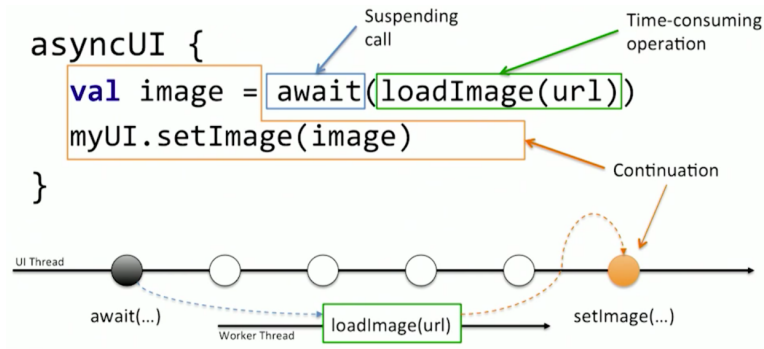 Suspending
call
Time-consuming
operation
asyncUI {
val image = await(loadImage(url))
myUI.setImage(image)
}
Continuation
UI Thread
await(...)
loadImage(url)
setImage(...)
Worker Thread